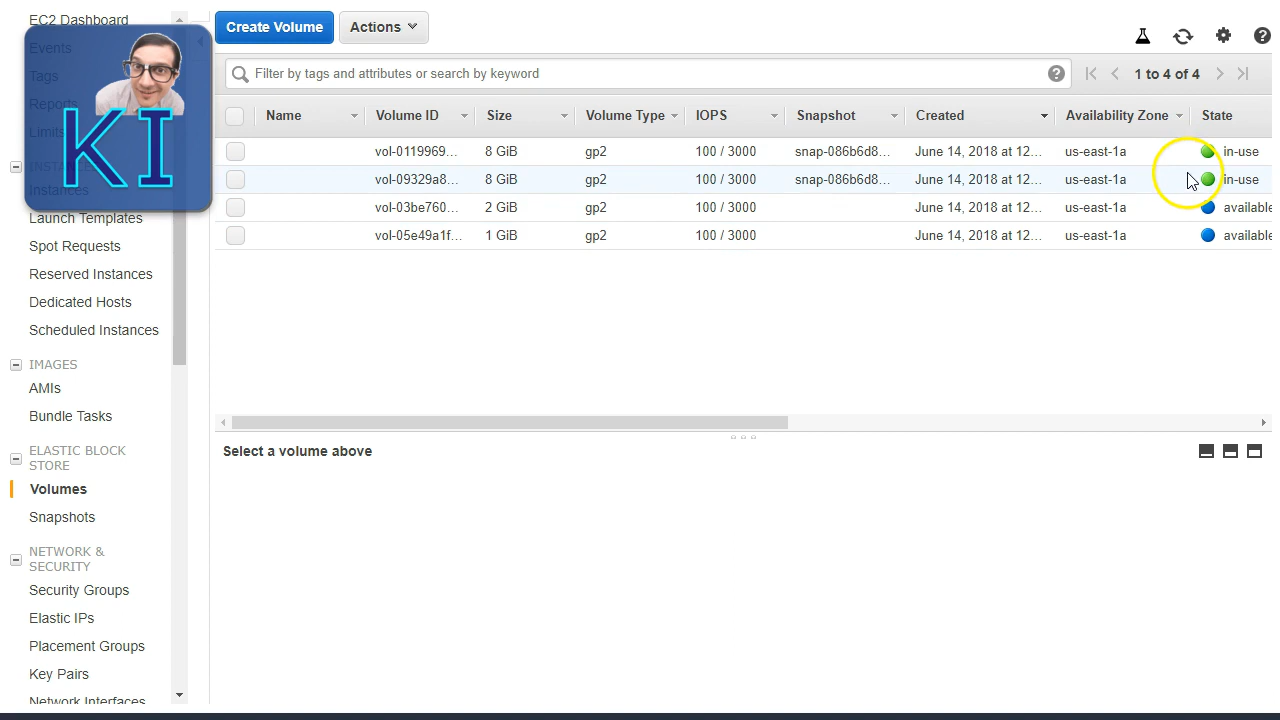 EC2 Dashboard
Events
Tags
Reports
Limits
INSTANCES
Instances
Launch Templates
Spot Requests
Reserved Instances
Dedicated Hosts
Scheduled Instances
IMAGES
AMIs
Bundle Tasks
ELASTIC BLOCK
STORE
Volumes
Snapshots
NETWORK &
SECURITY
Security Groups
Elastic IPs
Placement Groups
Key Pairs
Network Interfaces
KI
Create Volume Actions
Filter by tags and attributes or search by keyword
1 to 4 of 4
Name Volume ID Size Volume Type IOPS Snapshot Created Availability Zone State
vol-0119969... 8 GiB gp2 100 / 3000 snap-086b6d8... June 14, 2018 at 12... us-east-1a in-use
vol-09329a8... 8 GiB gp2 100 / 3000 snap-086b6d8... June 14, 2018 at 12... us-east-1a in-use
vol-03be760... 2 GiB gp2 100 / 3000 June 14, 2018 at 12... us-east-1a available
vol-05e49a1f... 1 GiB gp2 100 / 3000 June 14, 2018 at 12... us-east-1a available
Select a volume above